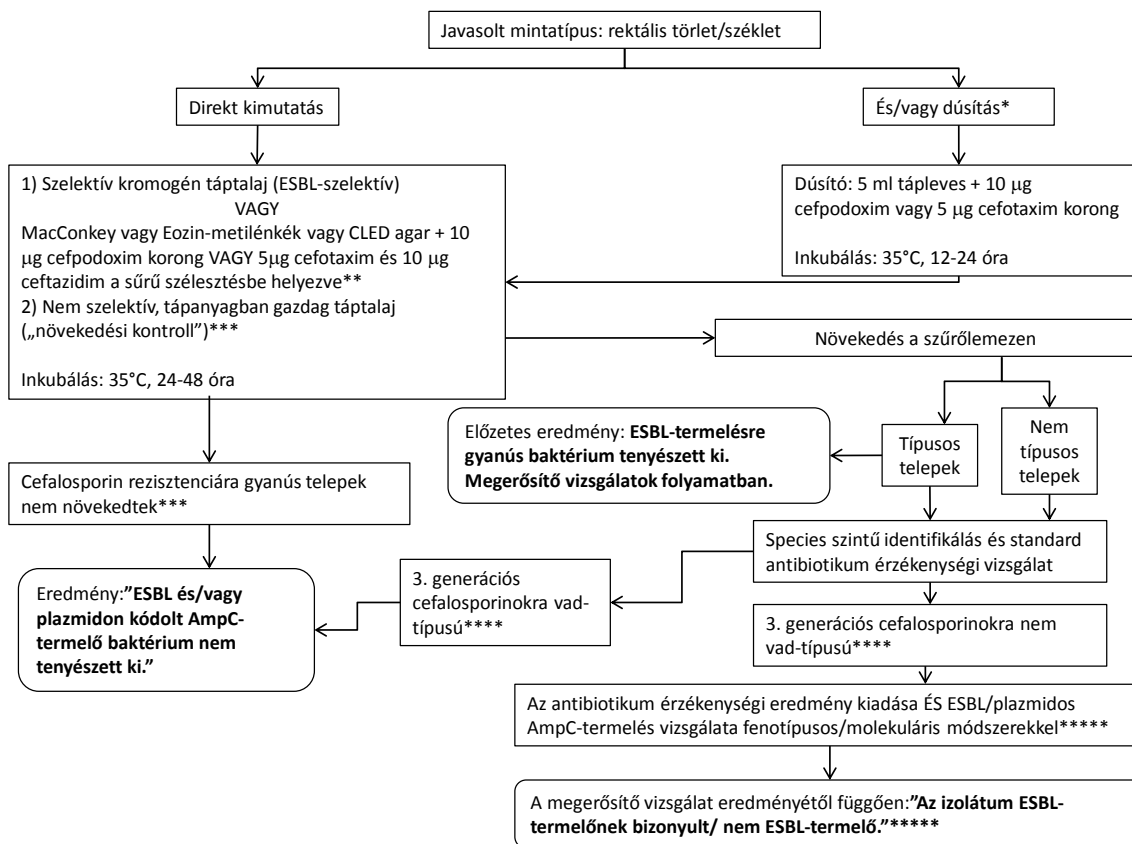 Javasolt mintatípus: rektális törlet/széklet
Direkt kimutatás
És/vagy dúsítás*
1) Szelektív kromogén táptalaj (ESBL-szelektív)
VAGY
MacConkey vagy Eozin-metilénkék vagy CLED agar + 10
µg cefpodoxim korong VAGY 5µg cefotaxim és 10 µg
ceftazidim a sűrű szélesztésbe helyezve**
2) Nem szelektív, tápanyagban gazdag táptalaj
(„növekedési kontroll”)***
Inkubálás: 35°C, 24-48 óra
Dúsító: 5 ml tápleves + 10 µg
cefpodoxim vagy 5 µg cefotaxim korong
Inkubálás: 35°C, 12-24 óra
Növekedés a szűrőlemezen
Előzetes eredmény: ESBL-termelésre
gyanús baktérium tenyészett ki.
Megerősítő vizsgálatok folyamatban.
Típusos
telepek
Nem
típusos
telepek
Cefalosporin rezisztenciára gyanús telepek
nem növekedtek***
Species szintű identifikálás és standard
antibiotikum érzékenységi vizsgálat
Eredmény:”ESBL és/vagy
plazmidon kódolt AmpC-
termelő baktérium nem
tenyészett ki.”
3. generációs
cefalosporinokra vad-
típusú****
3. generációs cefalosporinokra nem
vad-típusú****
Az antibiotikum érzékenységi eredmény kiadása ÉS ESBL/plazmidos
AmpC-termelés vizsgálata fenotípusos/molekuláris módszerekkel*****
A megerősítő vizsgálat eredményétől függően:”Az izolátum ESBL-
termelőnek bizonyult/ nem ESBL-termelő.”*****